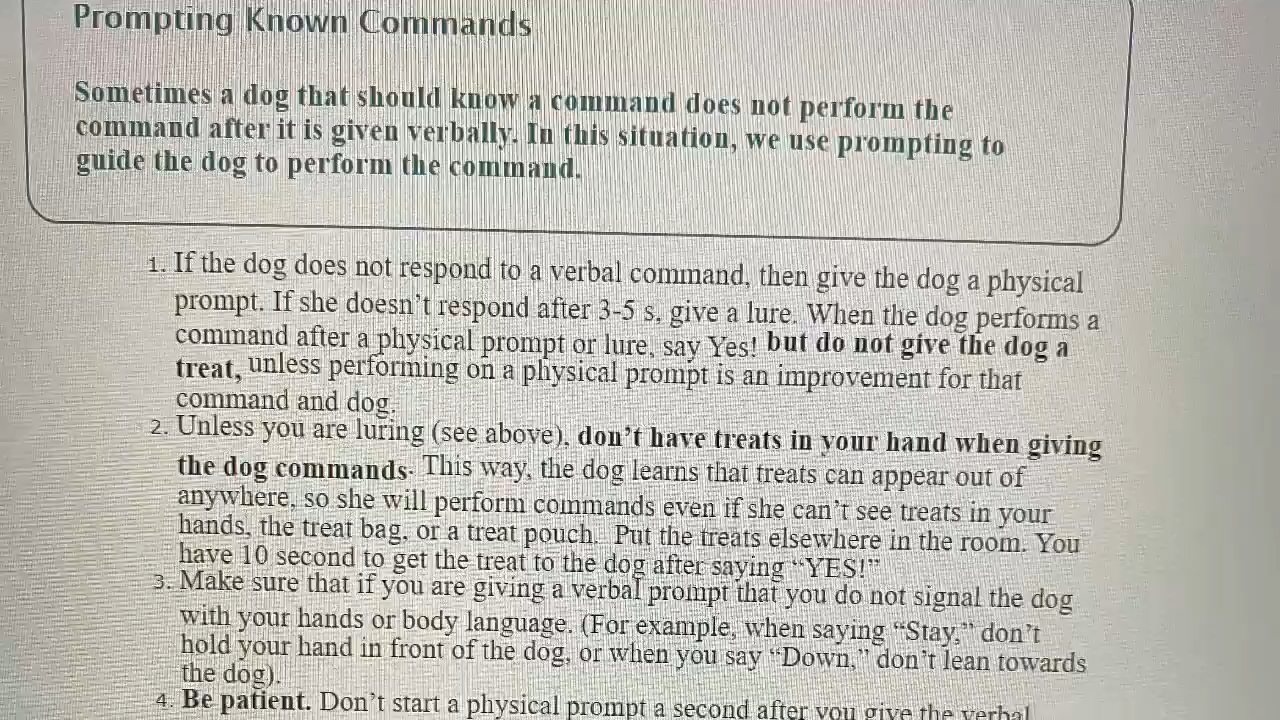 Prompting Known Commands
Sometimes a dog that should know a command does not perform the
command after it is given verbally. In this situation, we use prompting to
guide the dog to perform the command.
1. If the dog does not respond to a verbal command, then give the dog a physical
prompt. If she doesn't respond after 3-5 s, give a lure. When the dog performs a
command after a physical prompt or lure, say Yes! but do not give the dog a
treat, unless performing on a physical prompt is an improvement for that
command and dog.
2. Unless you are luring (see above), don't have treats in your hand when giving
the dog commands. This way, the dog learns that treats can appear out of
anywhere, so she will perform commands even if she can't see treats in your
hands, the treat bag, or a treat pouch. Put the treats elsewhere in the room. You
have 10 second to get the treat to the dog after saying "YES!"
3. Make sure that if you are giving a verbal prompt that you do not signal the dog
with your hands or body language. (For example, when saying "Stay," don't
hold your hand in front of the dog, or when you say "Down," don't lean towards
the dog).
4. Be patient. Don't start a physical prompt a second after you give the verbal